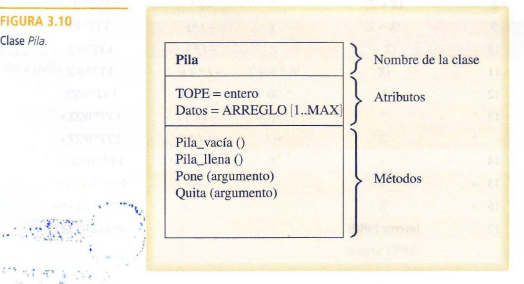 FIGURA 3.10
Clase Pila.
Pila
Nombre de la clase
TOPE = entero
Datos = ARREGLO [1..MAX]
Atributos
Pila_vacía ()
Pila_llena ()
Pone (argumento)
Quita (argumento)
Métodos